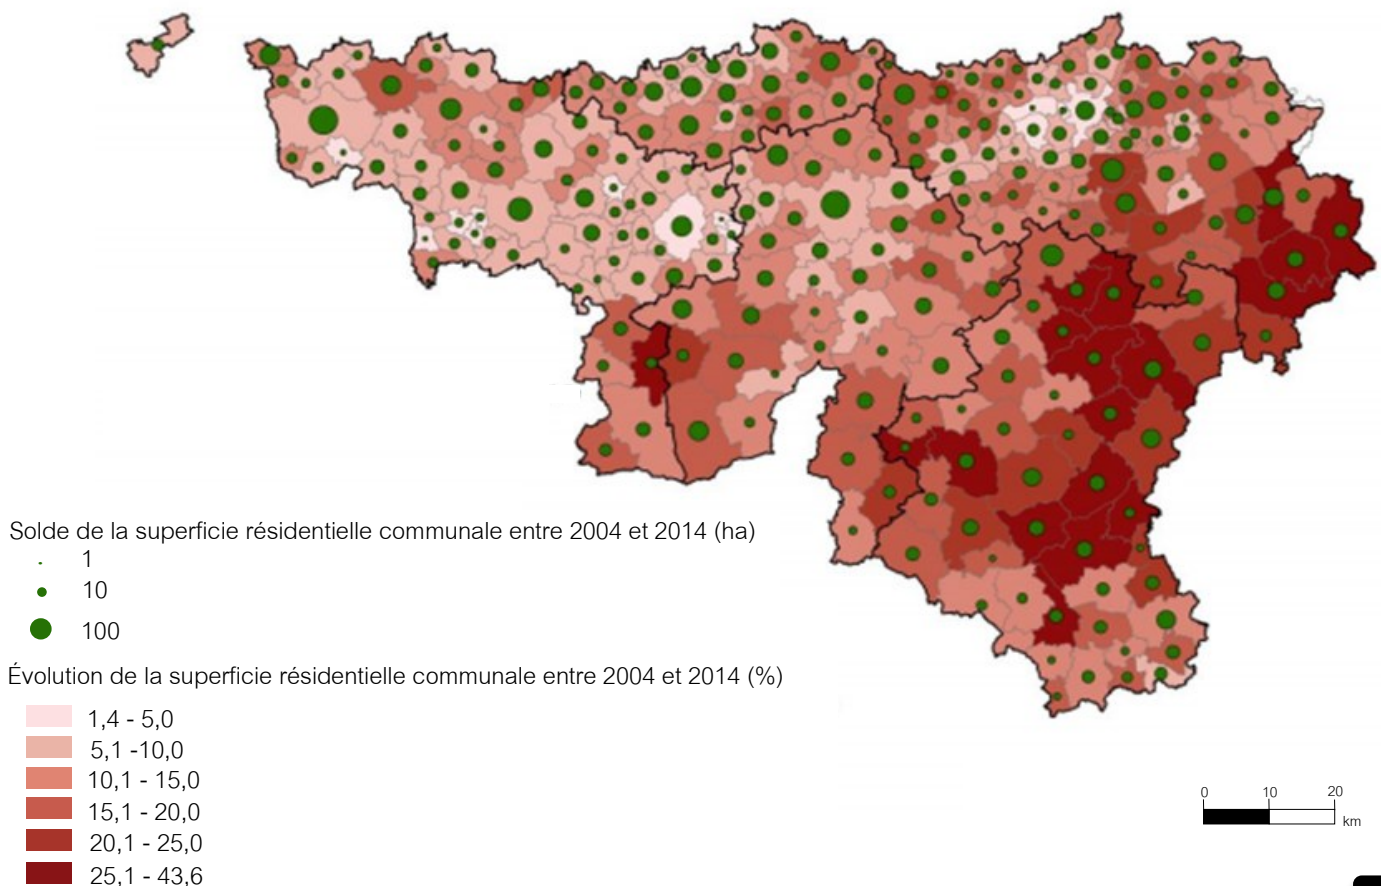 Solde de la superficie résidentielle communale entre 2004 et 2014 (ha)
1
10
100
Évolution de la superficie résidentielle communale entre 2004 et 2014 (%)
1,4 - 5,0
5,1 -10,0
10,1 - 15,0
15,1 - 20,0
20,1 - 25,0
25,1 - 43,6
0 10 20
km